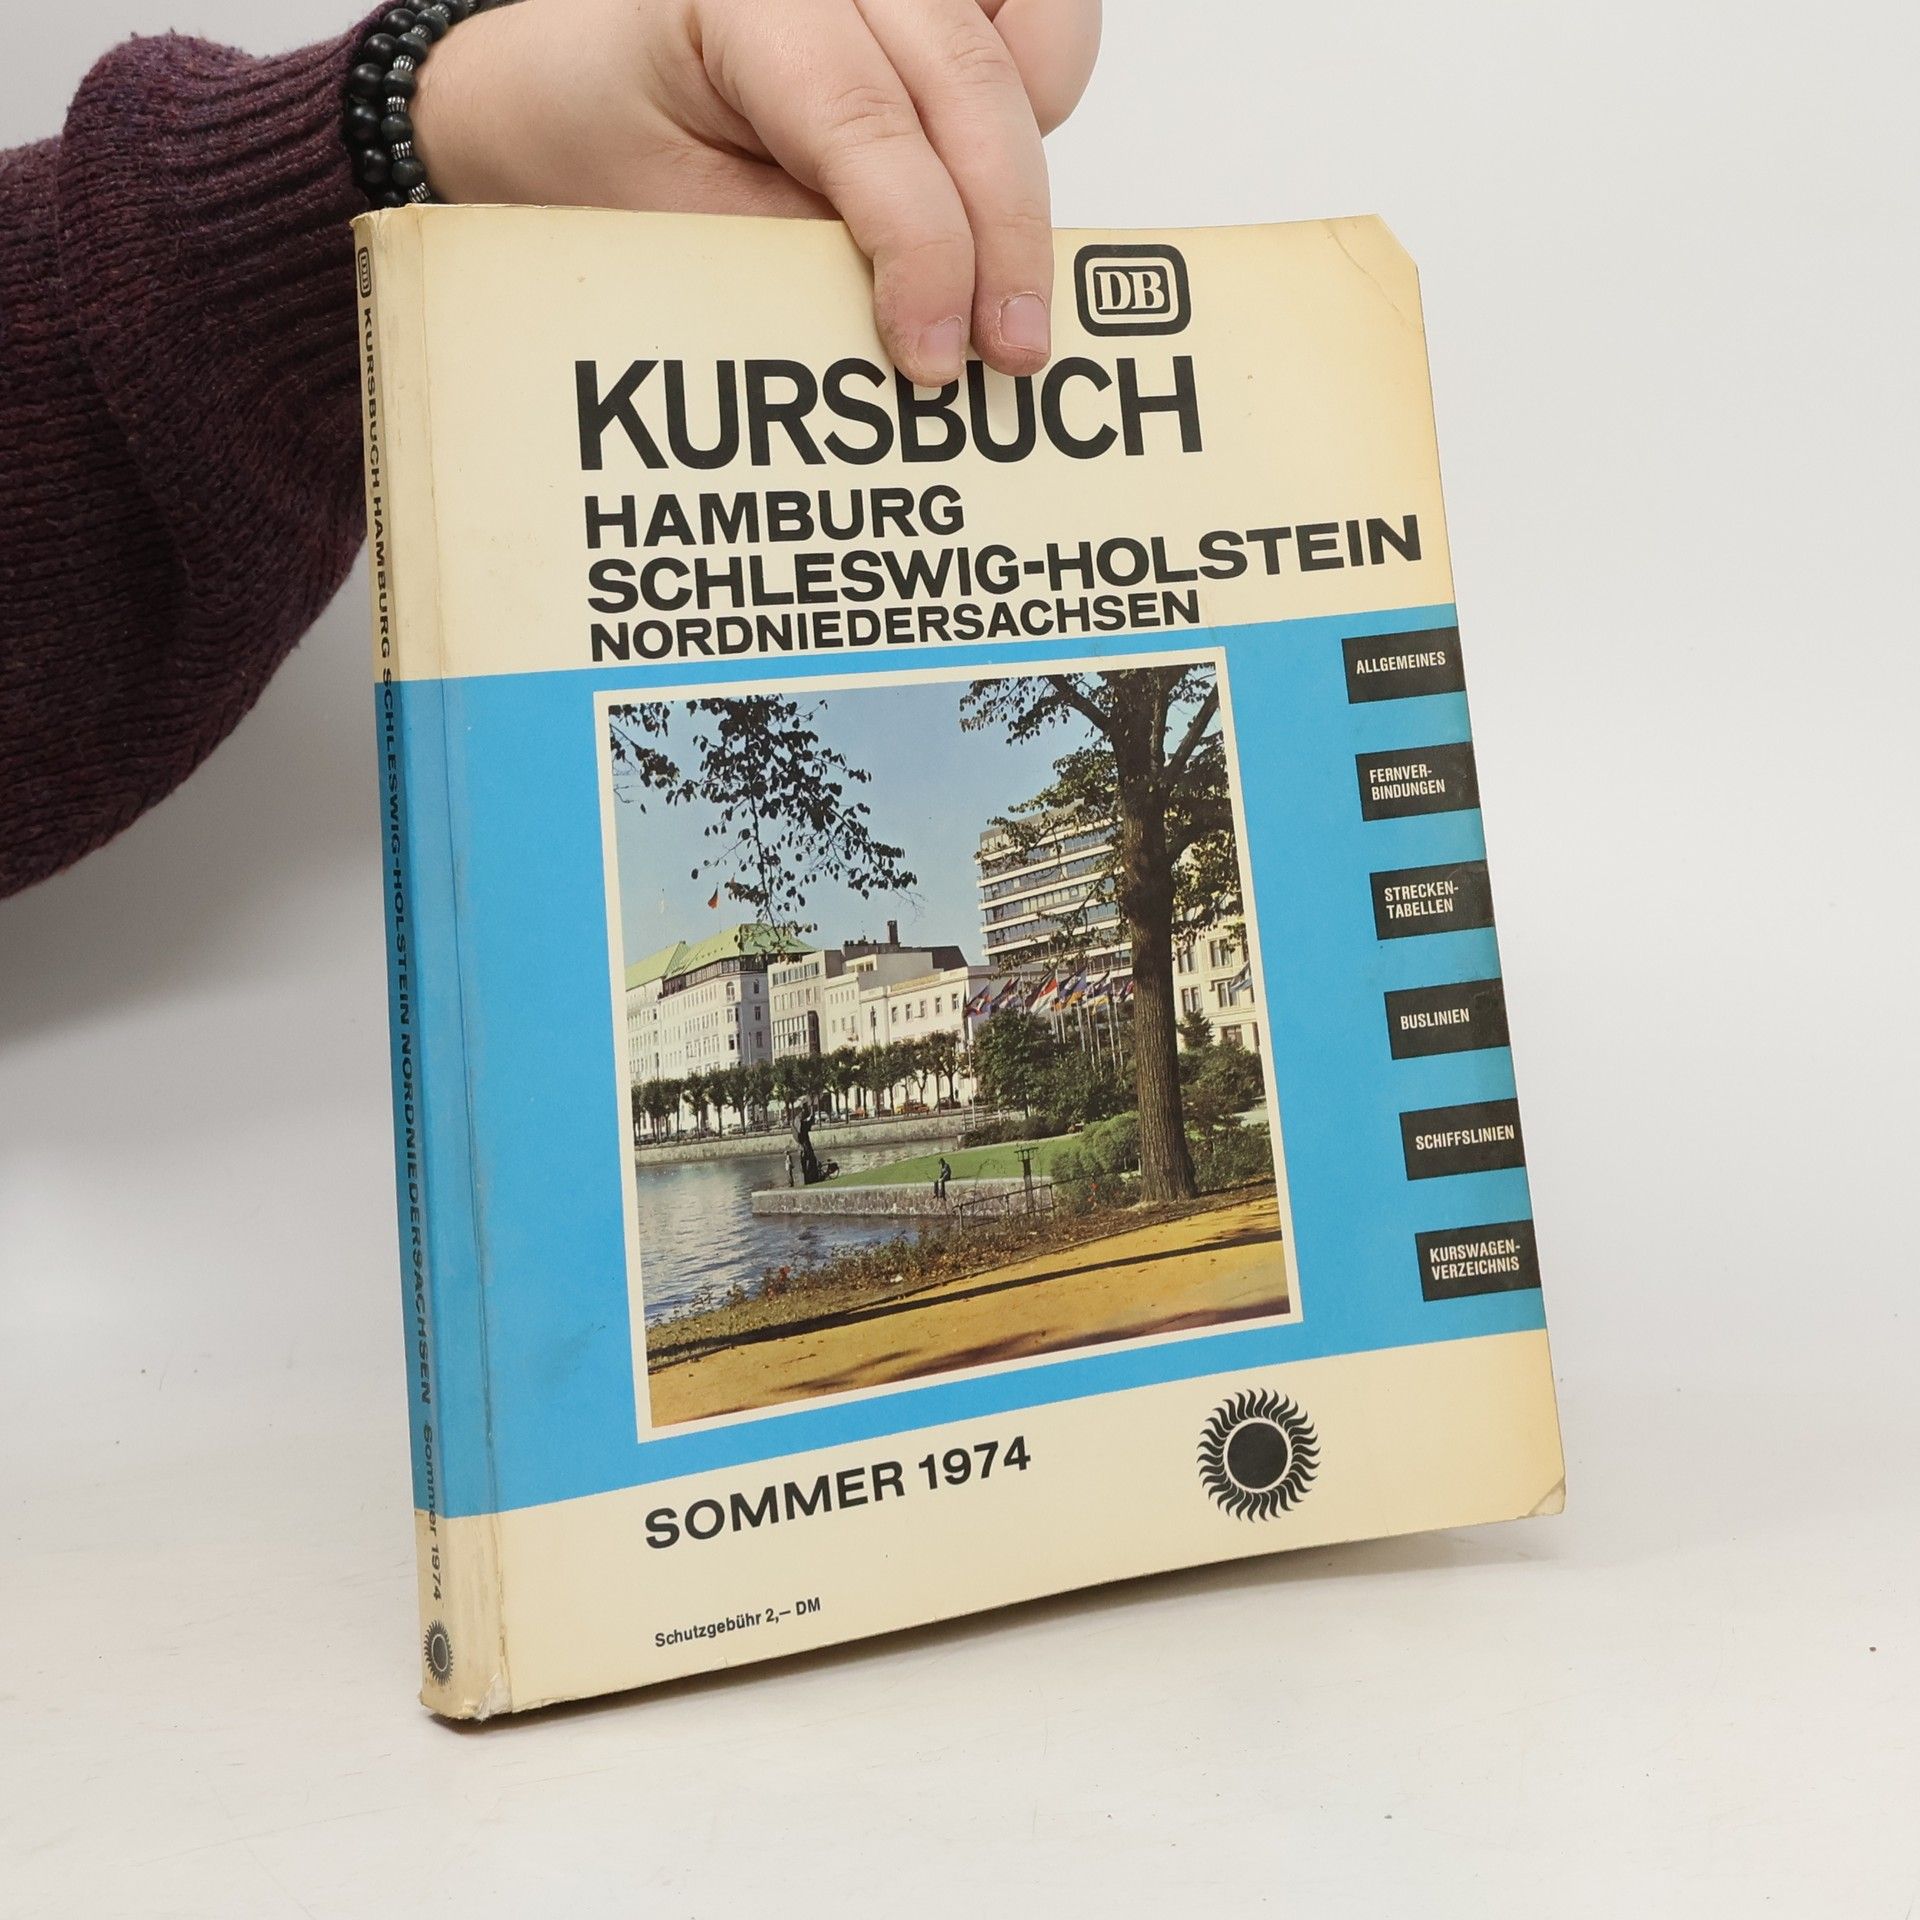 DB
KURSBUCH
HAMBURG
SCHLESWIG-HOLSTEIN
NORDNIEDERSACHSEN
ALLGEMEINES
FERNVER-
BINDUNGEN
STRECKEN-
TABELLEN
BUSLINIEN
SCHIFFSLINIEN
KURSWAGEN-
VERZEICHNIS
SOMMER 1974
Schutzgebühr 2,— DM
DB KURSBUCH HAMBURG SCHLESWIG-HOLSTEIN NORDNIEDERSACHSEN Sommer 1974